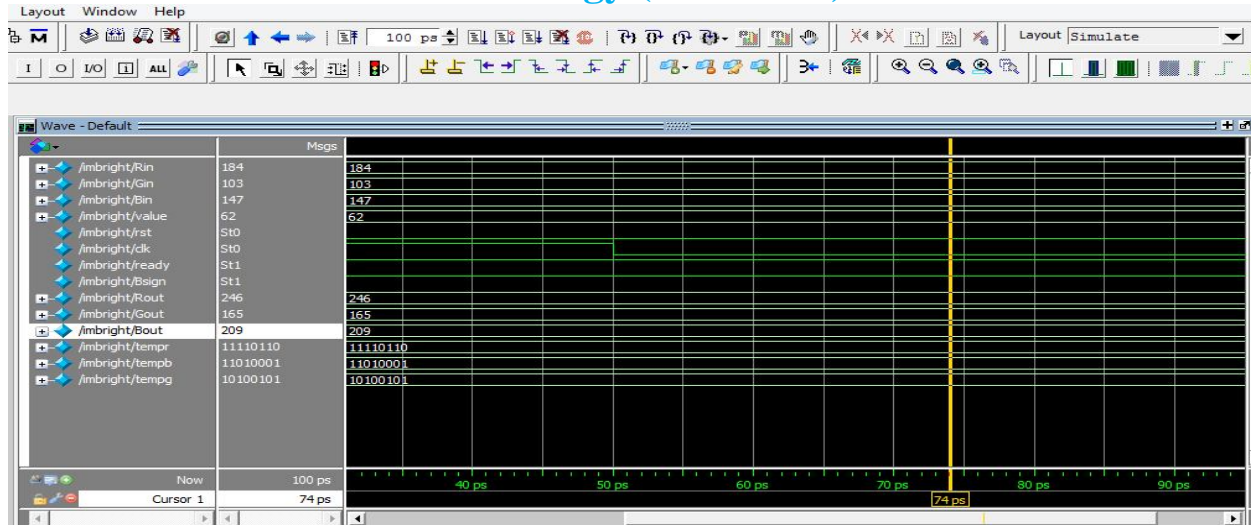 Layout Window Help
M 100 ps Layout Simulate
I O I/O 1 ALL
Wave - Default
Msgs
/imbright/Rin 184 184
/imbright/Gin 103 103
/imbright/Bin 147 147
/imbright/value 62 62
/imbright/rst St0
/imbright/clk St0
/imbright/ready St1
/imbright/Bsign St1
/imbright/Rout 246 246
/imbright/Gout 165 165
/imbright/Bout 209 209
/imbright/tempr 11110110 11110110
/imbright/tempb 11010001 11010001
/imbright/tempg 10100101 10100101
Now 100 ps 40 ps 50 ps 60 ps 70 ps 80 ps 90 ps
Cursor 1 74 ps 74 ps